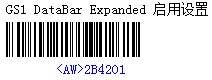 GS1 DataBar Expanded 启用设置
<AW>2B4201